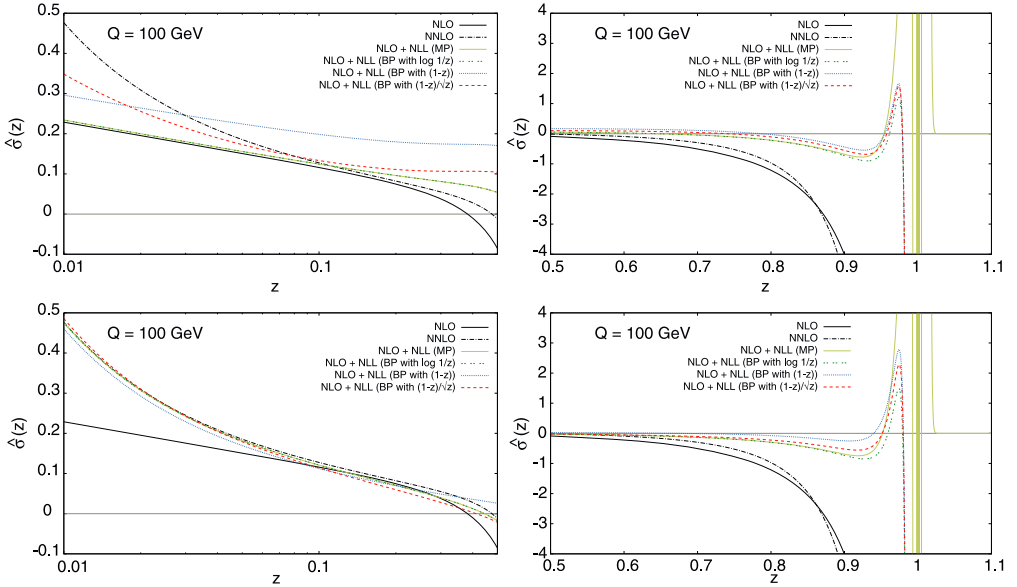 0.5
0.4
0.3
0.2
0.1
0
-0.1
σ̂(z)
Q = 100 GeV
NLO
NNLO
NLO + NLL (MP)
NLO + NLL (BP with log 1/z)
NLO + NLL (BP with (1-z))
NLO + NLL (BP with (1-z)/√z)
0.01
0.1
z
4
3
2
1
0
-1
-2
-3
-4
σ̂(z)
Q = 100 GeV
NLO
NNLO
NLO + NLL (MP)
NLO + NLL (BP with log 1/z)
NLO + NLL (BP with (1-z))
NLO + NLL (BP with (1-z)/√z)
0.5
0.6
0.7
0.8
0.9
1
1.1
z
0.5
0.4
0.3
0.2
0.1
0
-0.1
σ̂(z)
Q = 100 GeV
NLO
NNLO
NLO + NLL (MP)
NLO + NLL (BP with log 1/z)
NLO + NLL (BP with (1-z))
NLO + NLL (BP with (1-z)/√z)
0.01
0.1
z
4
3
2
1
0
-1
-2
-3
-4
σ̂(z)
Q = 100 GeV
NLO
NNLO
NLO + NLL (MP)
NLO + NLL (BP with log 1/z)
NLO + NLL (BP with (1-z))
NLO + NLL (BP with (1-z)/√z)
0.5
0.6
0.7
0.8
0.9
1
1.1
z